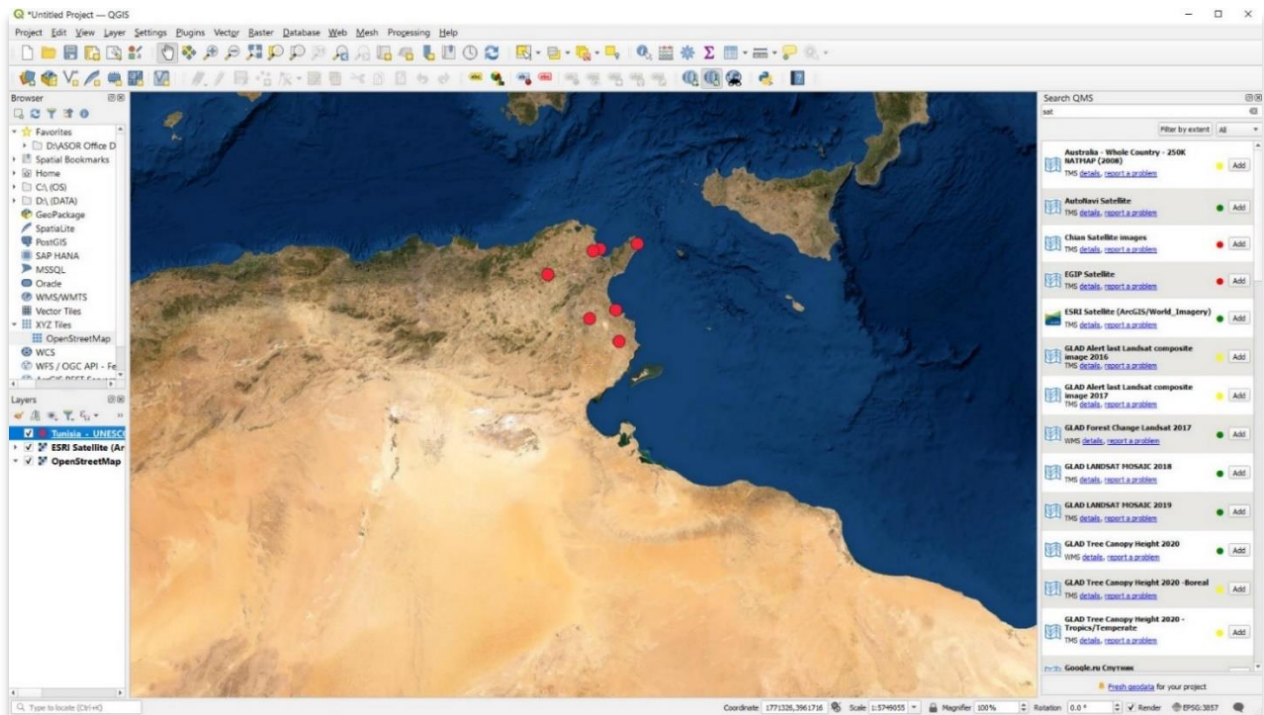 *Untitled Project — QGIS
Project Edit View Layer Settings Plugins Vector Raster Database Web Mesh Processing Help
Browser
Favorites
D:\ASOR Office D
Spatial Bookmarks
Home
C:\ (OS)
D:\ (DATA)
GeoPackage
SpatiaLite
PostGIS
SAP HANA
MSSQL
Oracle
WMS/WMTS
Vector Tiles
XYZ Tiles
OpenStreetMap
WCS
WFS / OGC API - Fe
Layers
Tunisia - UNESCO
ESRI Satellite (Ar
OpenStreetMap
Search QMS
sat
Filter by extent All
Australia - Whole Country - 250K
NATMAP (2008)
TMS details, report a problem
Add
AutoNavi Satellite
TMS details, report a problem
Add
Chian Satellite images
TMS details, report a problem
Add
EGIP Satellite
TMS details, report a problem
Add
ESRI Satellite (ArcGIS/World_Imagery)
TMS details, report a problem
Add
GLAD Alert last Landsat composite
image 2016
TMS details, report a problem
Add
GLAD Alert last Landsat composite
image 2017
TMS details, report a problem
Add
GLAD Forest Change Landsat 2017
WMS details, report a problem
Add
GLAD LANDSAT MOSAIC 2018
TMS details, report a problem
Add
GLAD LANDSAT MOSAIC 2019
TMS details, report a problem
Add
GLAD Tree Canopy Height 2020
WMS details, report a problem
Add
GLAD Tree Canopy Height 2020 -Boreal
TMS details, report a problem
Add
GLAD Tree Canopy Height 2020 -
Tropics/Temperate
TMS details, report a problem
Add
Google.ru Спутник
Fresh geodata for your project
Type to locate (Ctrl+K) Coordinate 1771326,3961716 Scale 1:5749055 Magnifier 100% Rotation 0.0 ° Render EPSG:3857